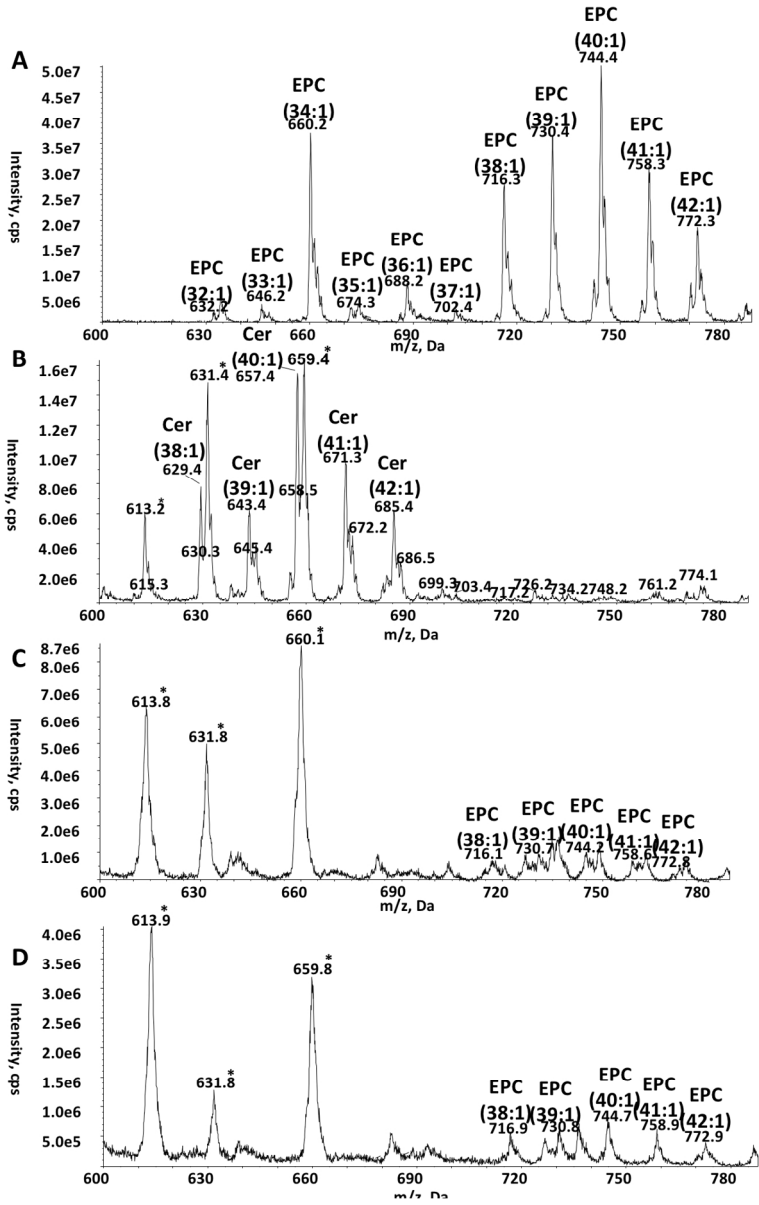 A
Intensity, cps
5.0e7
4.5e7
4.0e7
3.5e7
3.0e7
2.5e7
2.0e7
1.5e7
1.0e7
5.0e6
EPC
(32:1)
632.2
EPC
(33:1)
646.2
EPC
(34:1)
660.2
EPC
(35:1)
674.3
EPC
(36:1)
688.2
EPC
(37:1)
702.4
EPC
(38:1)
716.3
EPC
(39:1)
730.4
EPC
(40:1)
744.4
EPC
(41:1)
758.3
EPC
(42:1)
772.3
600 630 660 690 720 750 780
m/z, Da
B
Intensity, cps
1.6e7
1.4e7
1.2e7
1.0e7
8.0e6
6.0e6
4.0e6
2.0e6
613.2*
615.3
Cer
(38:1)
629.4
630.3
631.4*
Cer
(39:1)
643.4
645.4
Cer
(40:1)
657.4
658.5
659.4*
Cer
(41:1)
671.3
672.2
Cer
(42:1)
685.4
686.5
699.3
703.4
717.2
726.2
734.2
748.2
761.2
774.1
600 630 660 690 720 750 780
m/z, Da
C
Intensity, cps
8.7e6
8.0e6
7.0e6
6.0e6
5.0e6
4.0e6
3.0e6
2.0e6
1.0e6
613.8*
631.8*
660.1*
EPC
(38:1)
716.1
EPC
(39:1)
730.7
EPC
(40:1)
744.2
EPC
(41:1)
758.6
EPC
(42:1)
772.8
600 630 660 690 720 750 780
m/z, Da
D
Intensity, cps
4.0e6
3.5e6
3.0e6
2.5e6
2.0e6
1.5e6
1.0e6
5.0e5
613.9*
631.8*
659.8*
EPC
(38:1)
716.9
EPC
(39:1)
730.8
EPC
(40:1)
744.7
EPC
(41:1)
758.9
EPC
(42:1)
772.9
600 630 660 690 720 750 780
m/z, Da